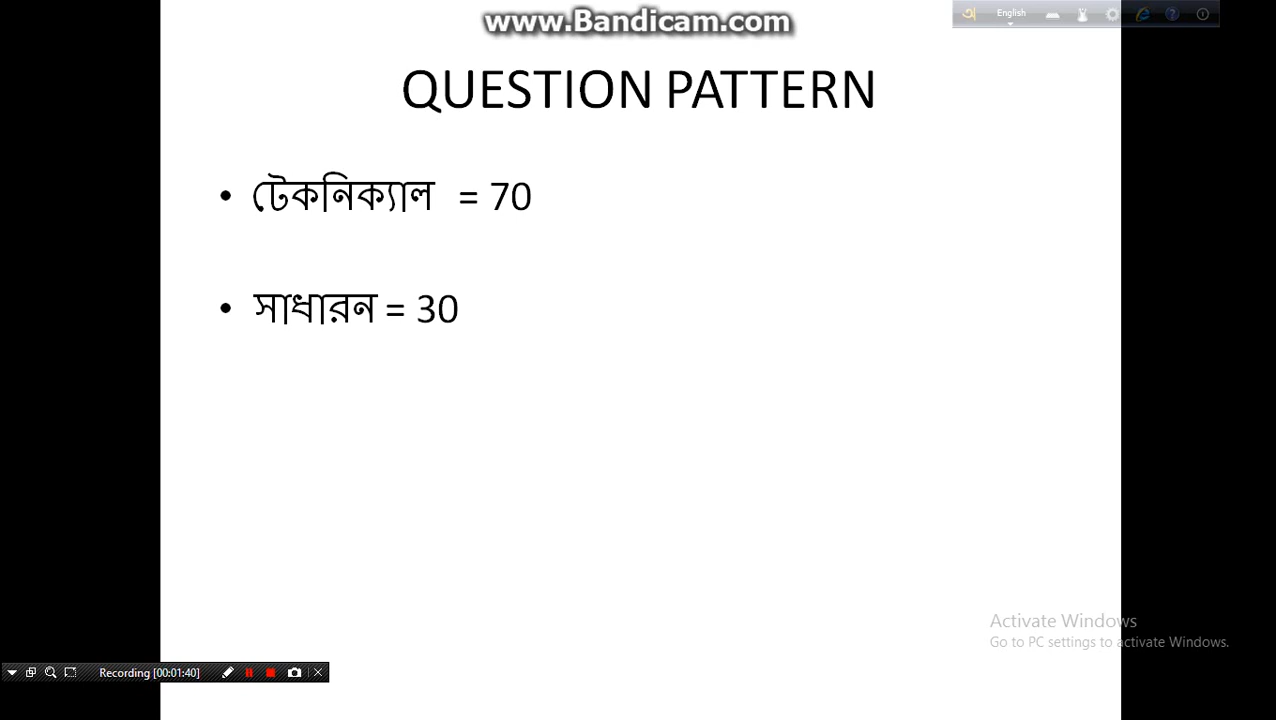 www.Bandicam.com
English
QUESTION PATTERN
• টেকনিক্যাল = 70
• সাধারন = 30
Activate Windows
Go to PC settings to activate Windows.
Recording [00:01:40]